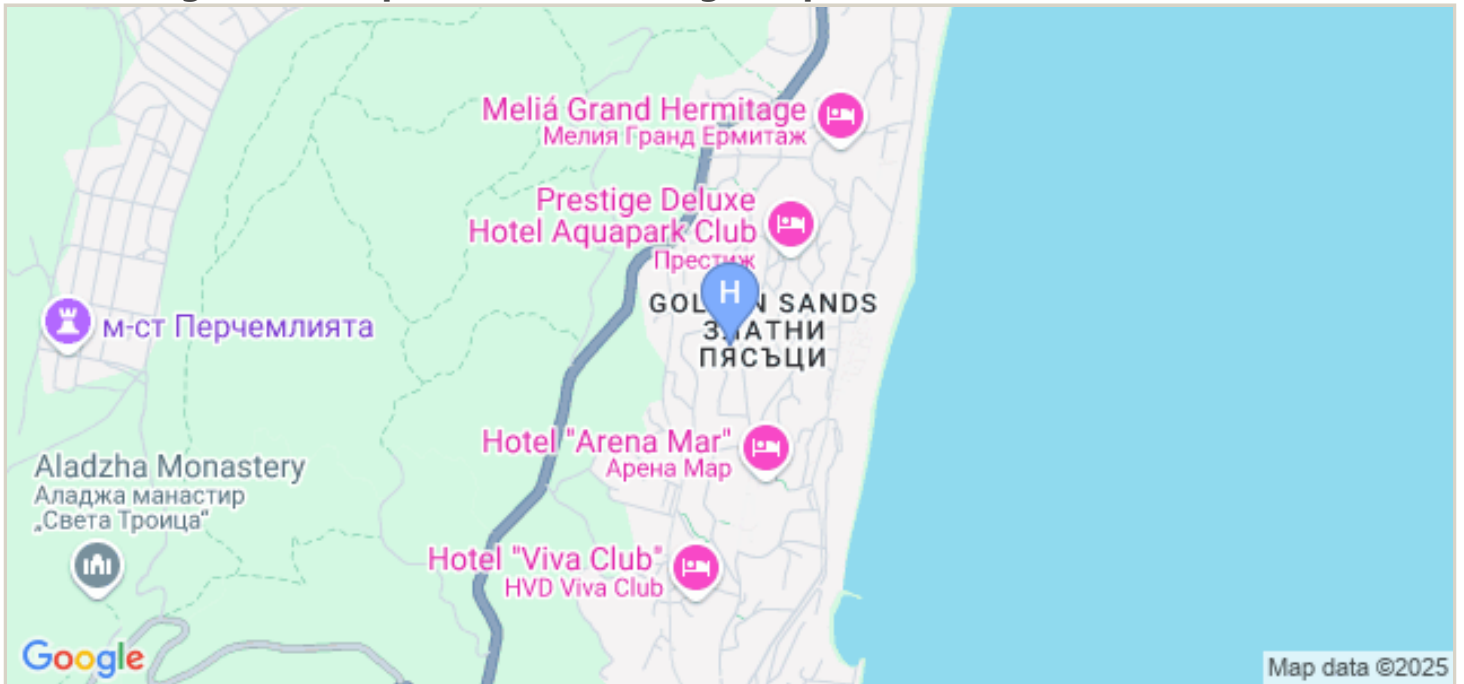 Meliá Grand Hermitage
Мелия Гранд Ермитаж
Prestige Deluxe
Hotel Aquapark Club
Престиж
H
GOL N SANDS
ЗЛАТНИ
ПЯСЪЦИ
м-ст Перчемлията
Hotel "Arena Mar"
Арена Мар
Aladzha Monastery
Аладжа манастир
„Света Троица“
Hotel "Viva Club"
HVD Viva Club
Google
Map data ©2025